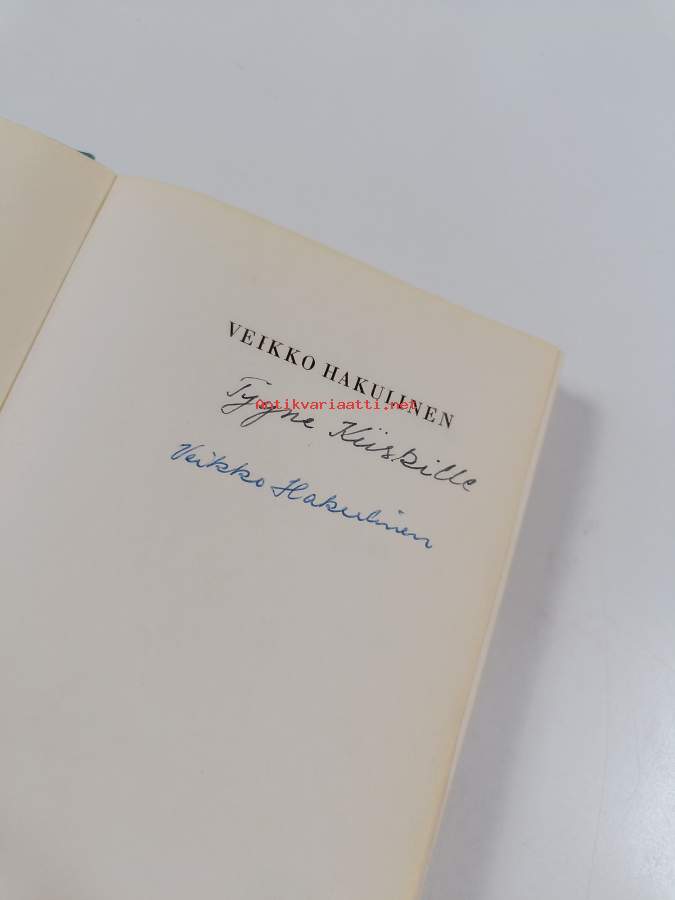 VEIKKO HAKULINEN
Antikvariaatti.net
Tyyne Kiiskille
Veikko Hakulinen